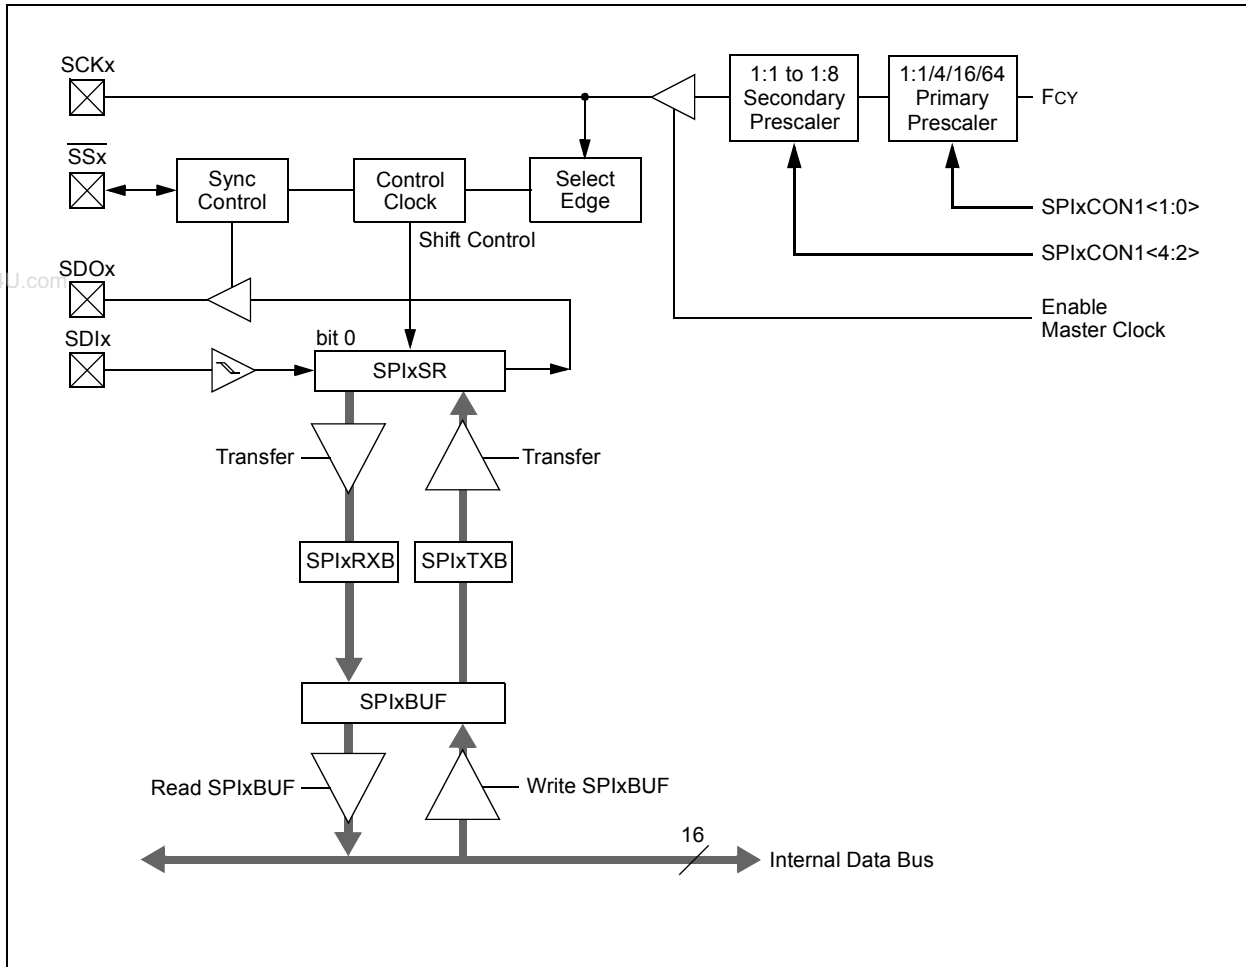 SCKx
1:1 to 1:8
Secondary
Prescaler
1:1/4/16/64
Primary
Prescaler
FCY
SSx
Sync
Control
Control
Clock
Select
Edge
SPIxCON1<1:0>
Shift Control
SPIxCON1<4:2>
SDOx
4U.com
Enable
Master Clock
SDIx
bit 0
SPIxSR
Transfer
Transfer
SPIxRXB
SPIxTXB
SPIxBUF
Read SPIxBUF
Write SPIxBUF
16
Internal Data Bus